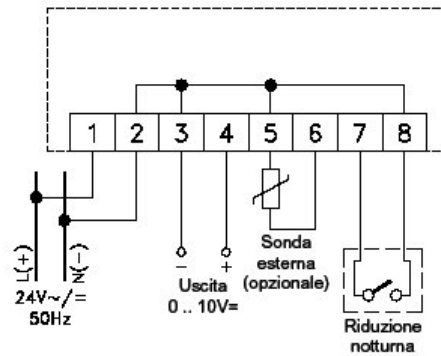 1 2 3 4 5 6 7 8
L(+)
N(-)
24V~/=
50Hz
- +
Uscita
0 .. 10V=
Sonda
esterna
(opzionale)
Riduzione
notturna